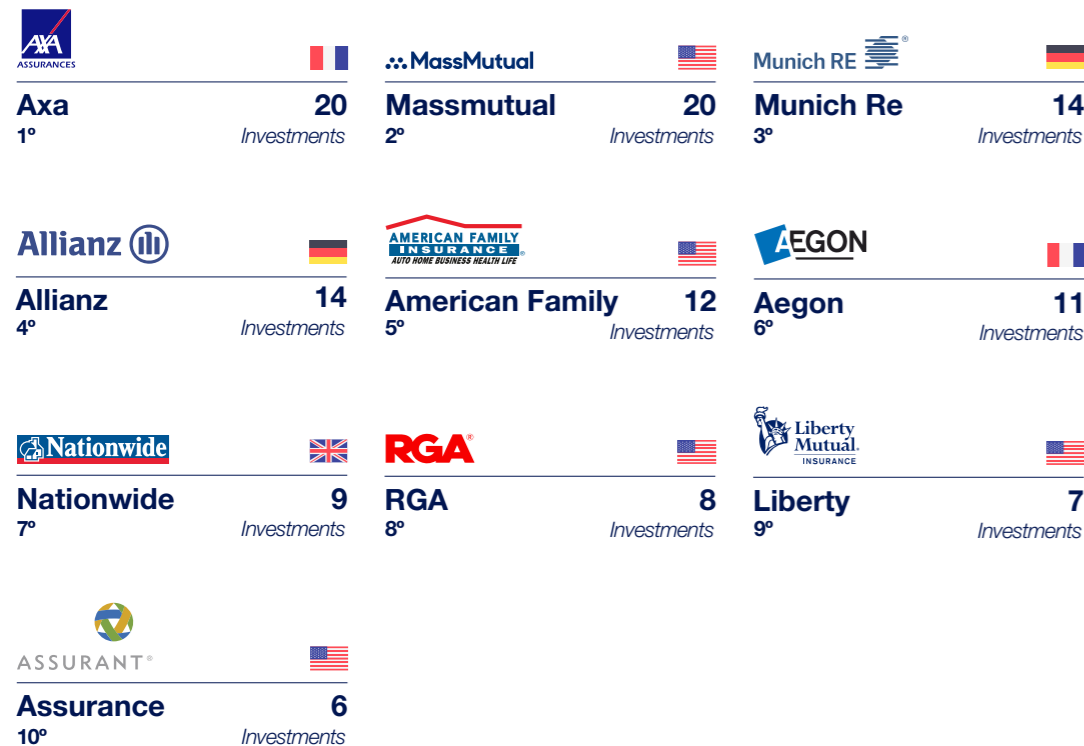 AXA
ASSURANCES
Axa
20
1º
Investments
MassMutual
Massmutual
20
2º
Investments
Munich RE
®
Munich Re
14
3º
Investments
Allianz
Allianz
14
4º
Investments
AMERICAN FAMILY
INSURANCE ®
AUTO HOME BUSINESS HEALTH LIFE
American Family
12
5º
Investments
AEGON
Aegon
11
6º
Investments
Nationwide
Nationwide
9
7º
Investments
RGA®
RGA
8
8º
Investments
Liberty
Mutual.
INSURANCE
Liberty
7
9º
Investments
ASSURANT®
Assurance
6
10º
Investments